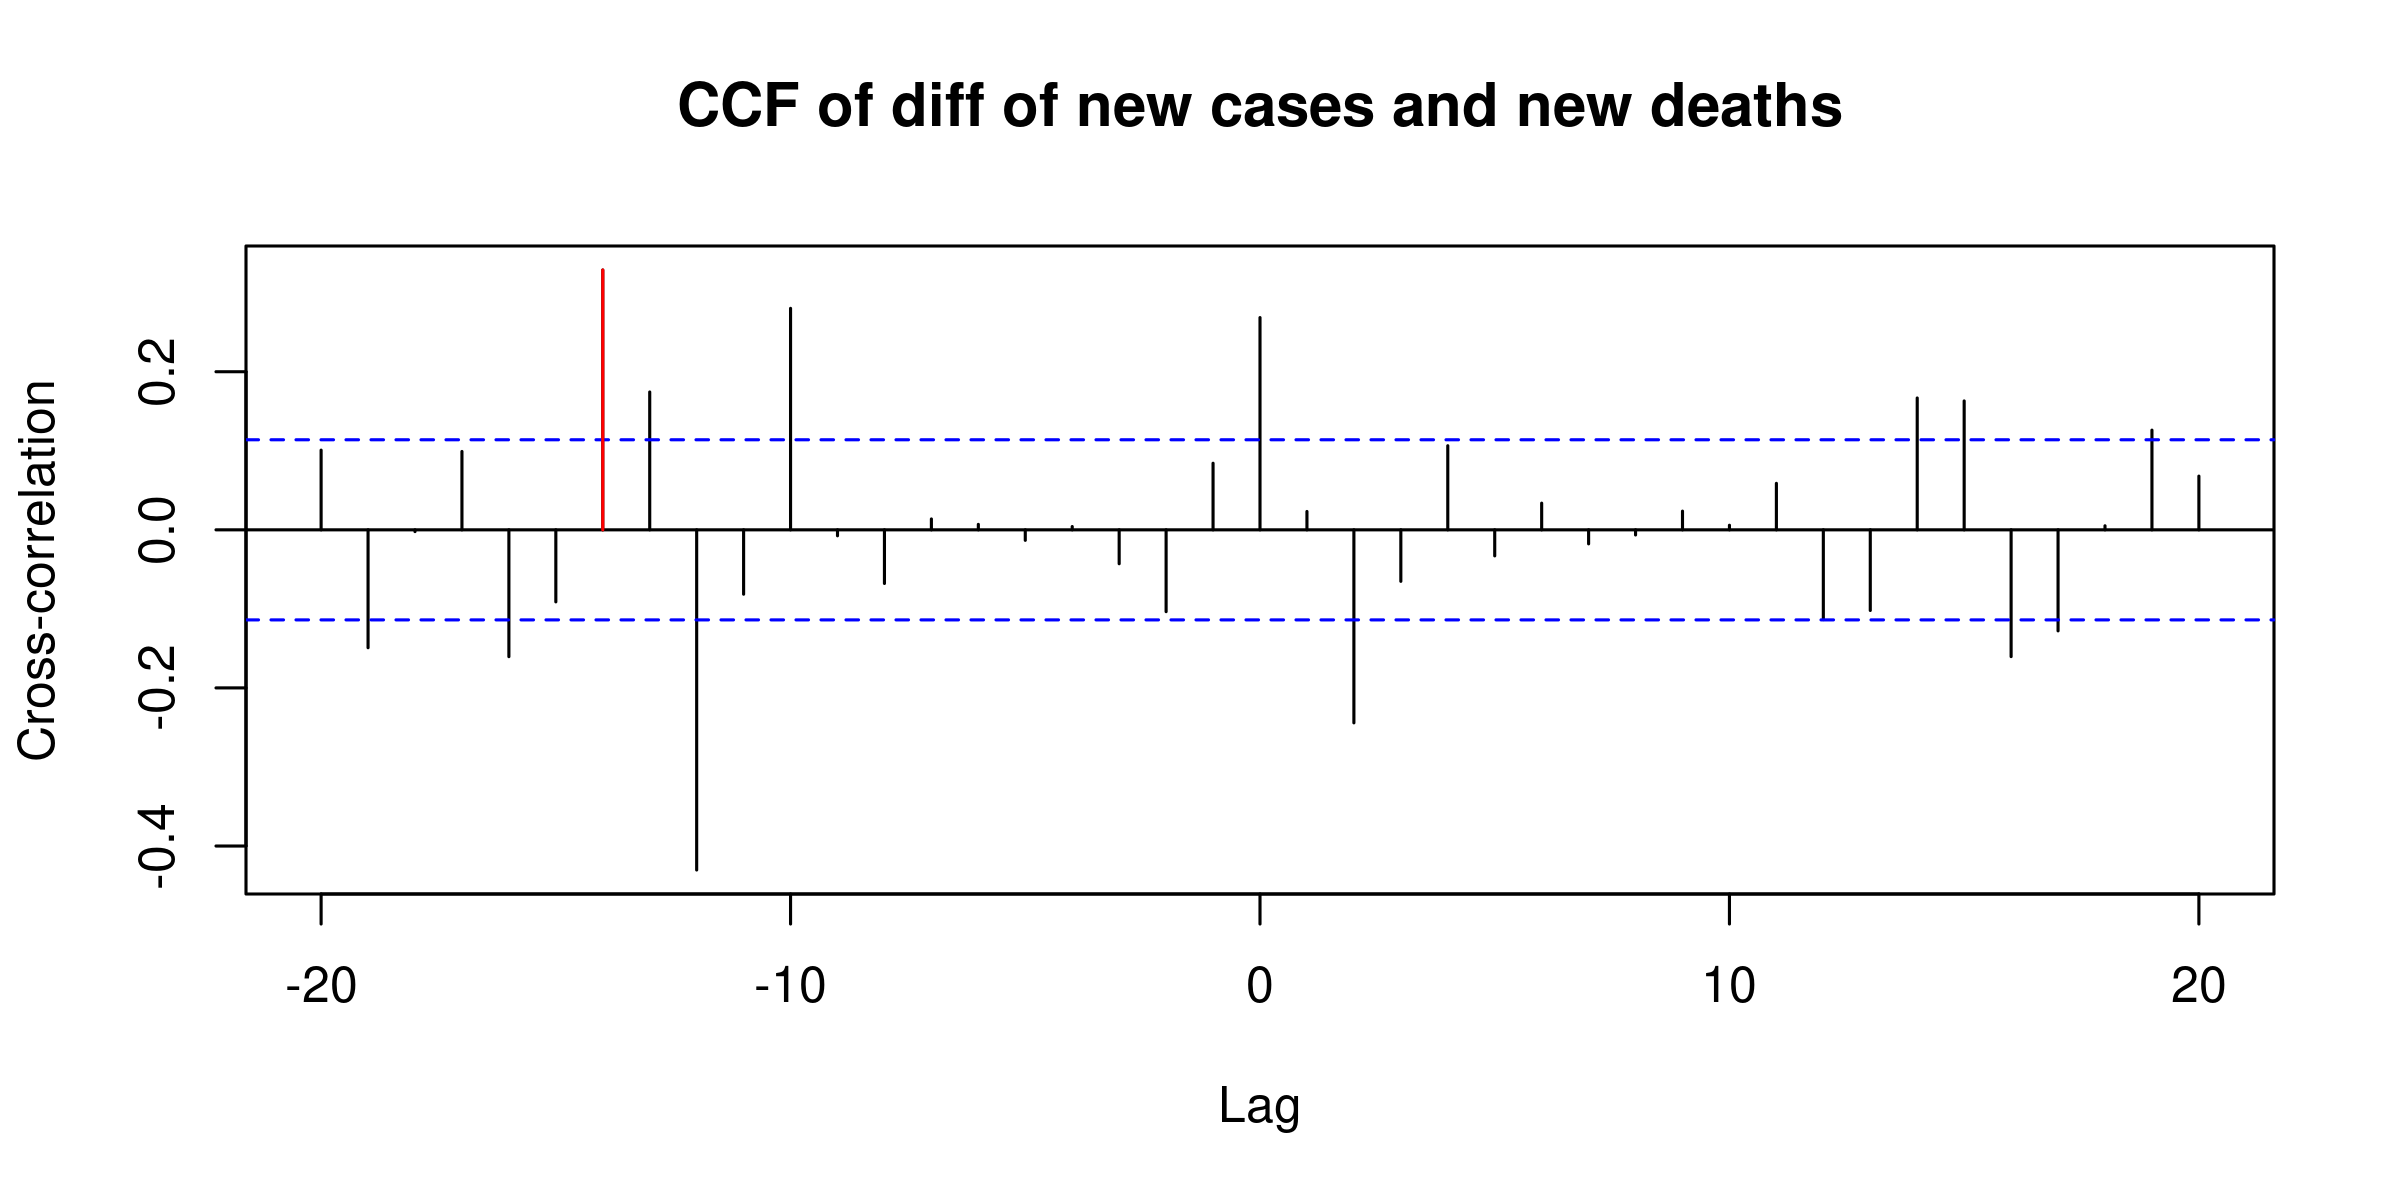 CCF of diff of new cases and new deaths
Cross-correlation
0.2
0.0
-0.2
-0.4
-20 -10 0 10 20
Lag